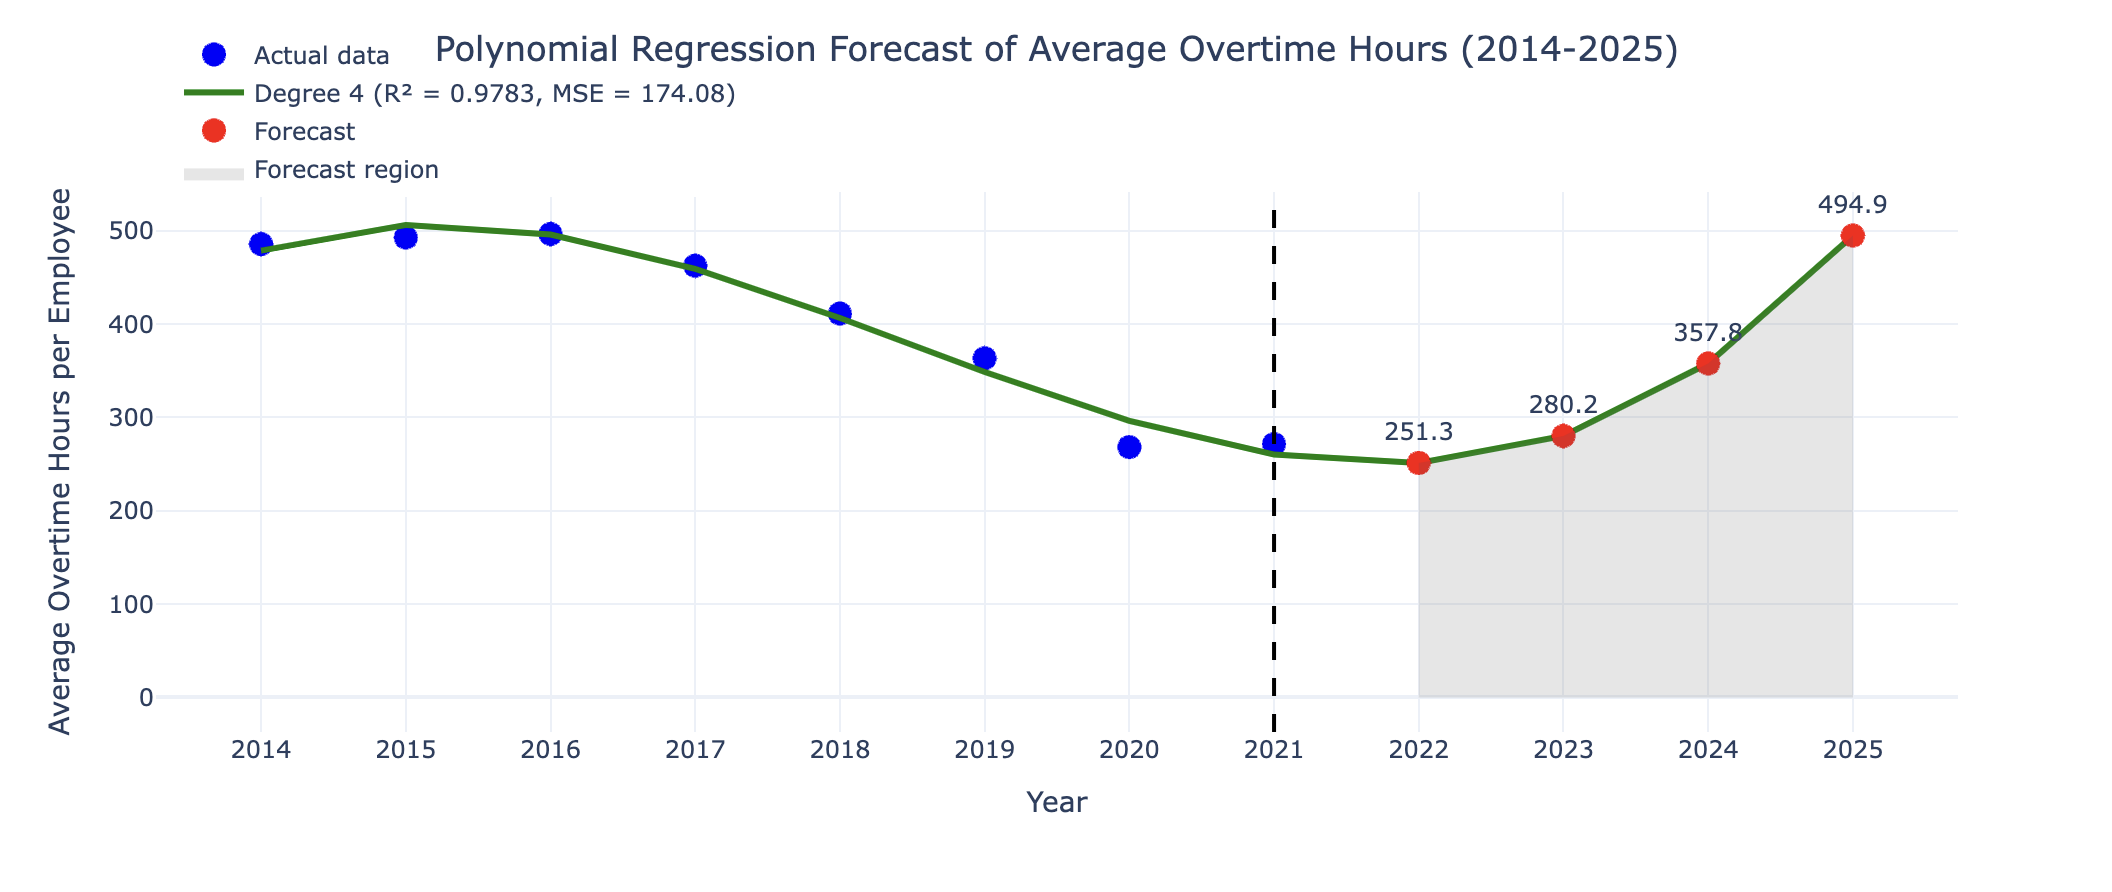 Polynomial Regression Forecast of Average Overtime Hours (2014-2025)
Actual data
Degree 4 (R² = 0.9783, MSE = 174.08)
Forecast
Forecast region
Average Overtime Hours per Employee
500
400
300
200
100
0
251.3
280.2
357.8
494.9
2014 2015 2016 2017 2018 2019 2020 2021 2022 2023 2024 2025
Year